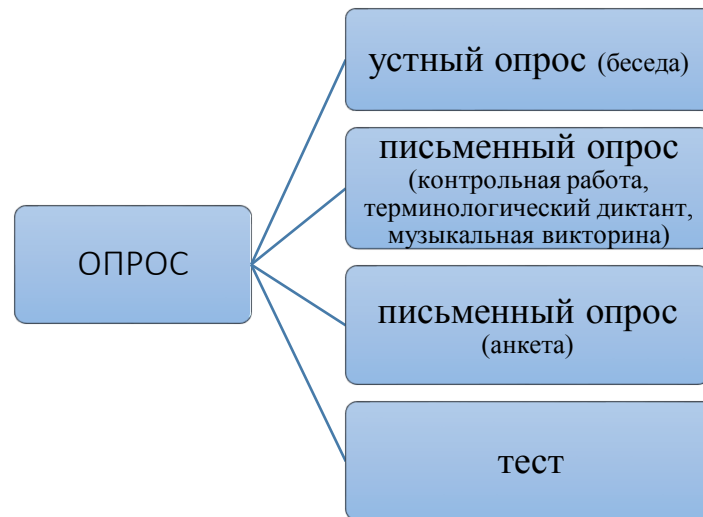 устный опрос (беседа)
письменный опрос
(контрольная работа,
терминологический диктант,
музыкальная викторина)
ОПРОС
письменный опрос
(анкета)
тест